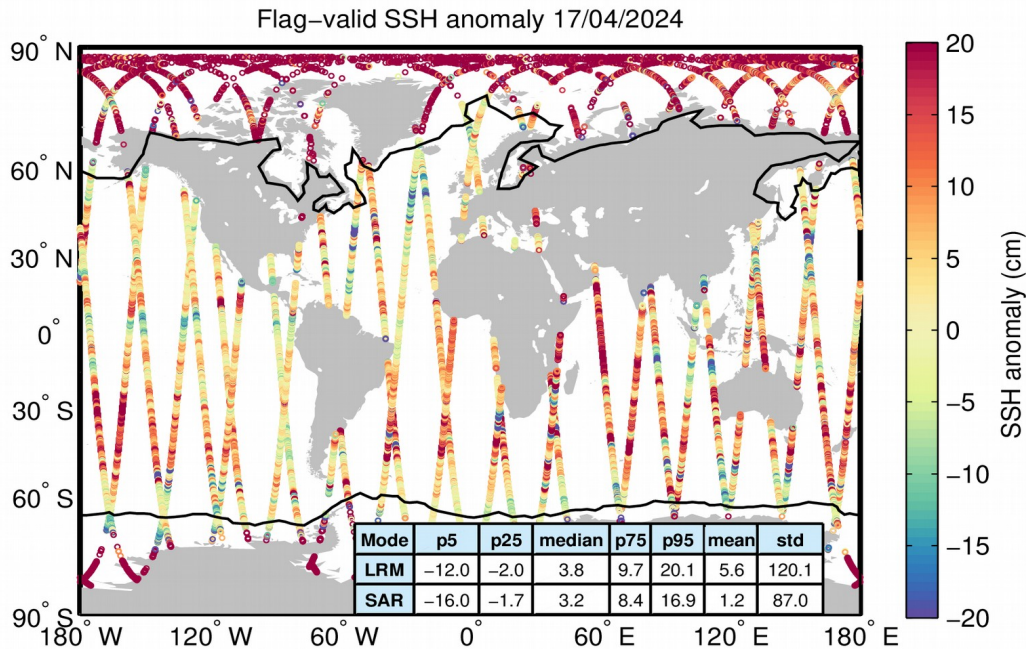 Flag−valid SSH anomaly 17/04/2024
90° N
60° N
30° N
0°
30° S
60° S
90° S
180° W
120° W
60° W
0°
60° E
120° E
180° E
Mode p5 p25 median p75 p95 mean std
LRM −12.0 −2.0 3.8 9.7 20.1 5.6 120.1
SAR −16.0 −1.7 3.2 8.4 16.9 1.2 87.0
20
15
10
5
0
−5
−10
−15
−20
SSH anomaly (cm)